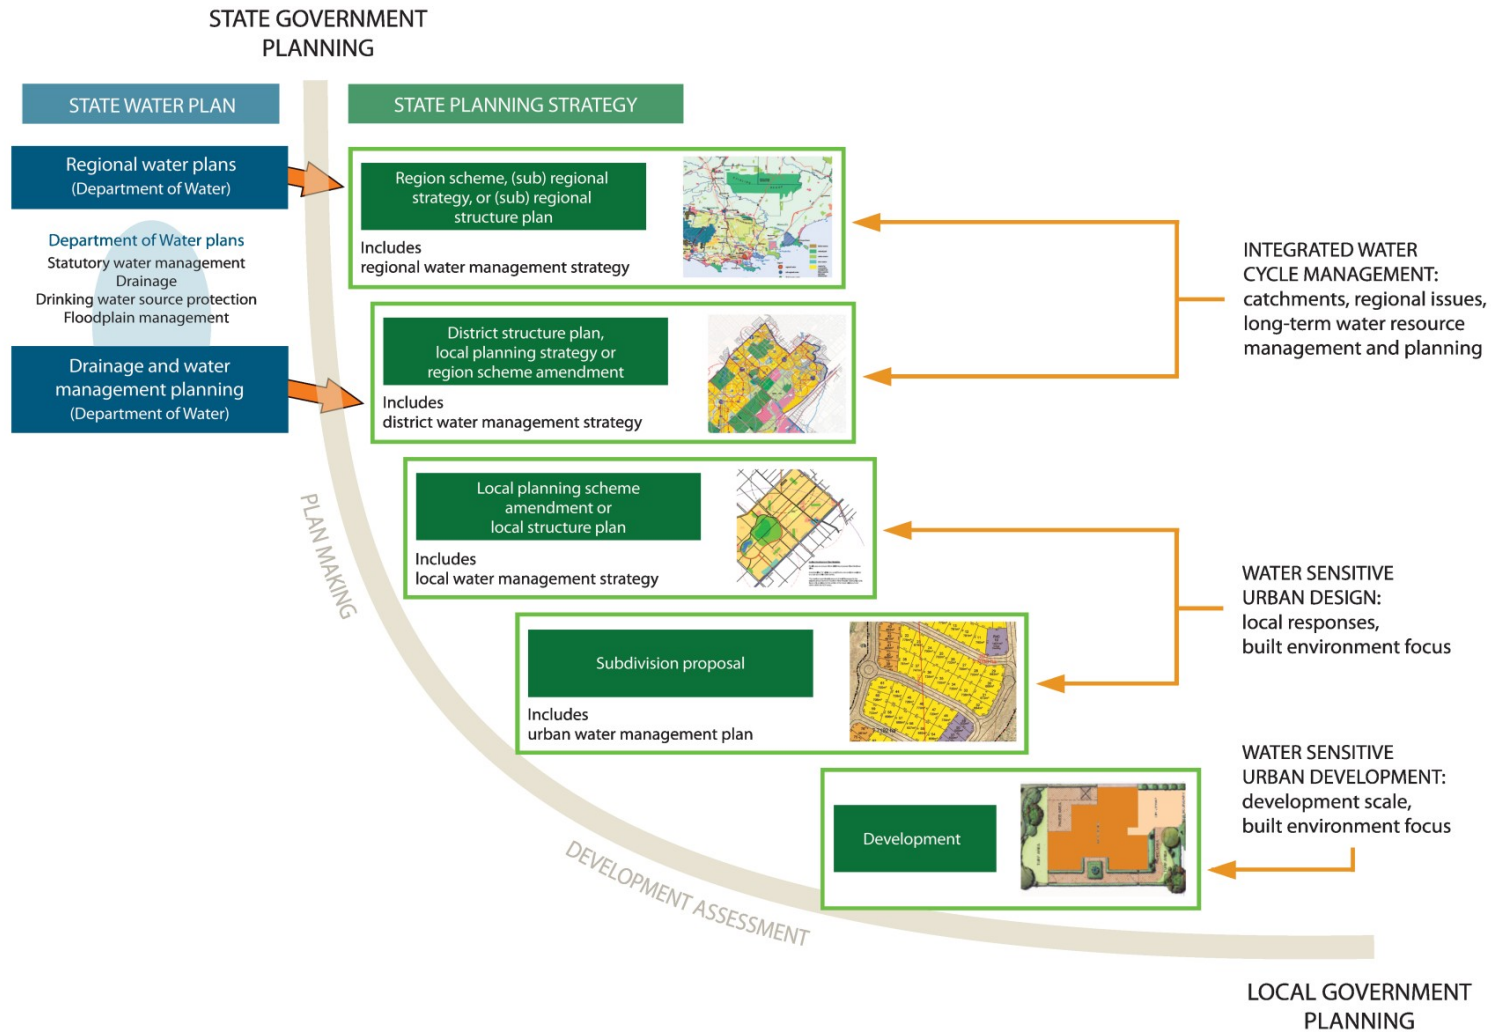 STATE GOVERNMENT
PLANNING
STATE WATER PLAN
STATE PLANNING STRATEGY
Regional water plans
(Department of Water)
Department of Water plans
Statutory water management
Drainage
Drinking water source protection
Floodplain management
Drainage and water
management planning
(Department of Water)
Region scheme, (sub) regional
strategy, or (sub) regional
structure plan
Includes
regional water management strategy
District structure plan,
local planning strategy or
region scheme amendment
Includes
district water management strategy
Local planning scheme
amendment or
local structure plan
Includes
local water management strategy
Subdivision proposal
Includes
urban water management plan
Development
INTEGRATED WATER
CYCLE MANAGEMENT:
catchments, regional issues,
long-term water resource
management and planning
WATER SENSITIVE
URBAN DESIGN:
local responses,
built environment focus
WATER SENSITIVE
URBAN DEVELOPMENT:
development scale,
built environment focus
PLAN MAKING
DEVELOPMENT ASSESSMENT
LOCAL GOVERNMENT
PLANNING